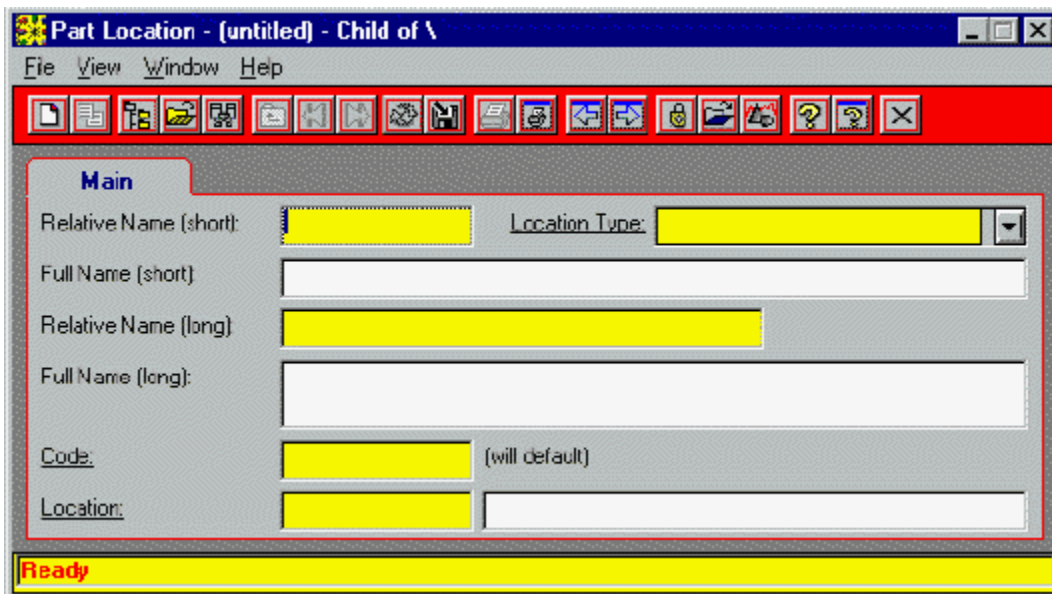 Part Location - (untitled) - Child of \
File View Window Help
Main
Relative Name (short): Location Type:
Full Name (short)
Relative Name (long):
Full Name (long):
Code: (will default)
Location:
Ready